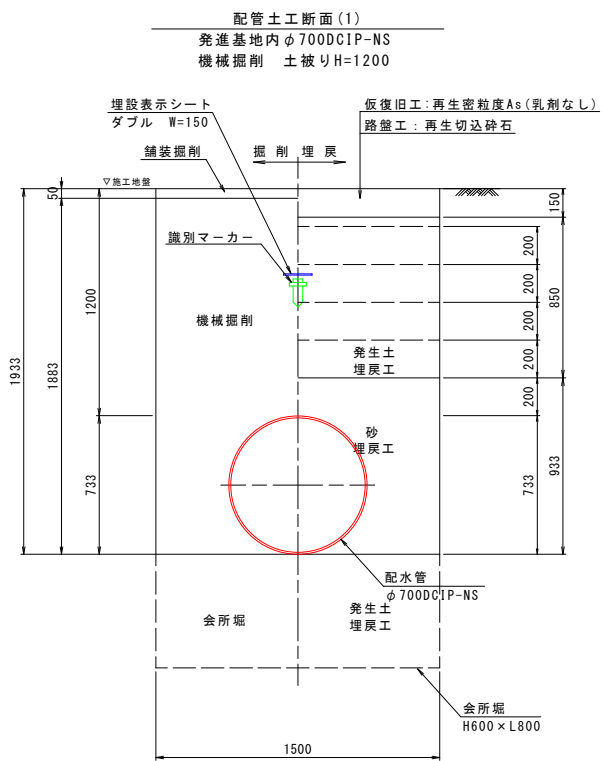 配管土工断面(1)
発進基地内φ700DCIP-NS
機械掘削 土被りH=1200
埋設表示シート
ダブル W=150
仮復旧工:再生密粒度As(乳剤なし)
路盤工：再生切込砕石
舗装掘削
掘削 埋戻
▽施工地盤
50
150
識別マーカー
200
200
200
200
200
850
1200
機械掘削
発生土
埋戻工
1933
1883
砂
埋戻工
733
733
933
配水管
φ700DCIP-NS
会所堀
発生土
埋戻工
会所堀
H600×L800
1500